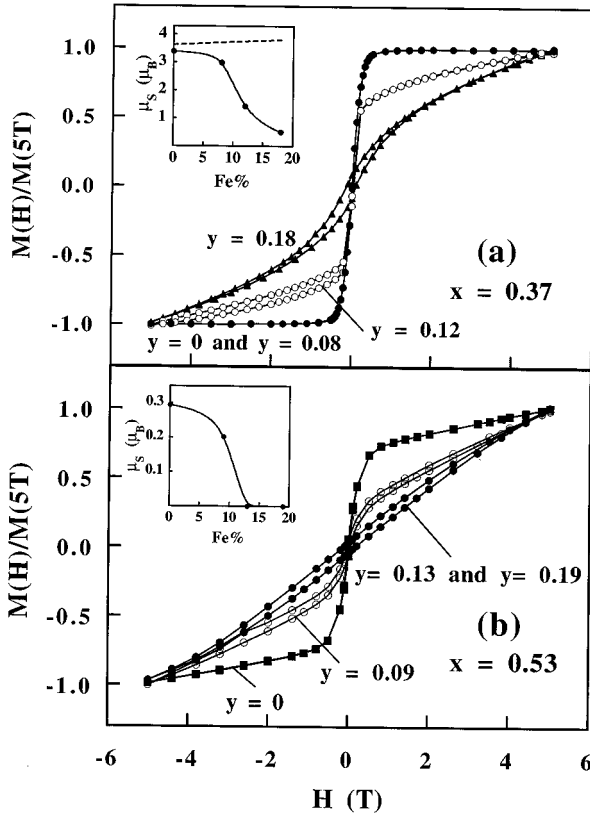 M(H)/M(5T)
1.0
0.5
0.0
-0.5
-1.0
μS (μB)
4
3
2
1
0
0 5 10 15 20
Fe%
y = 0.18
(a)
x = 0.37
y = 0.12
y=0 and y=0.08
M(H)/M(5T)
1.0
0.5
0.0
-0.5
-1.0
μS (μB)
0.3
0.2
0.1
0
0 5 10 15 20
Fe%
y= 0.13 and y= 0.19
(b)
y = 0.09
x = 0.53
y = 0
-6 -4 -2 0 2 4 6
H (T)